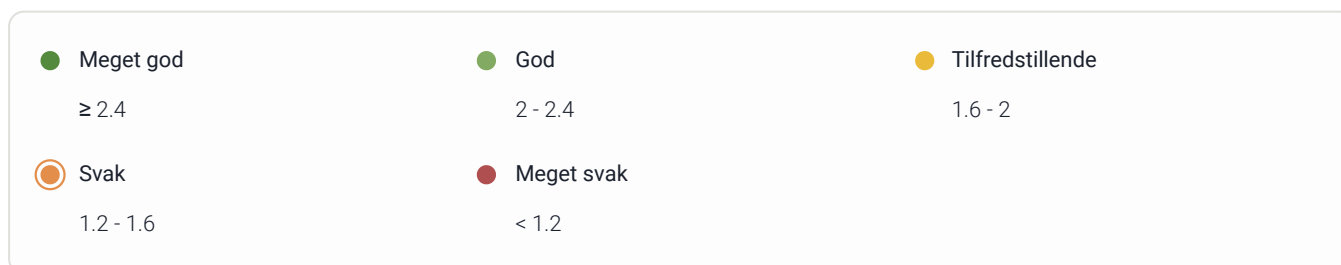 Meget god
God
Tilfredstillende
≥ 2.4
2 - 2.4
1.6 - 2
Svak
Meget svak
1.2 - 1.6
< 1.2